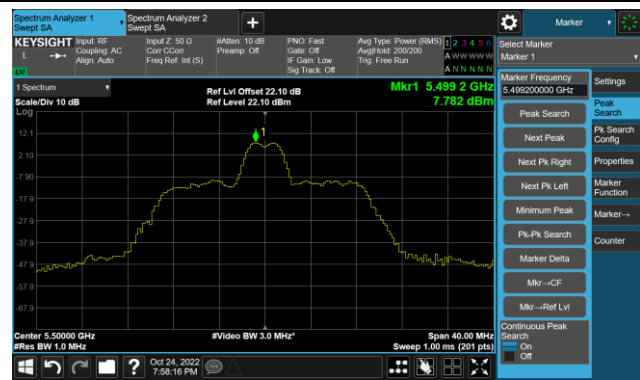 Spectrum Analyzer 1
Swept SA
Spectrum Analyzer 2
Swept SA
+
Marker
KEYSIGHT
L
LW
Input: RF
Coupling: AC
Align: Auto
Input Z: 50 Ω
Corr CCorr
Freq Ref: Int (S)
#Atten: 10 dB
Preamp: Off
PNO: Fast
Gate: Off
IF Gain: Low
Sig Track: Off
Avg Type: Power (RMS)
Avg|Hold: 200/200
Trig: Free Run
1 2 3 4 5 6
A W W W W W
A N N N N N
Select Marker
Marker 1
1 Spectrum
Scale/Div 10 dB
Log
Ref Lvl Offset 22.10 dB
Ref Level 22.10 dBm
Mkr1 5.499 2 GHz
7.782 dBm
12.1
2.10
-7.90
-17.9
-27.9
-37.9
-47.9
-57.9
-67.9
1
Center 5.50000 GHz
#Res BW 1.0 MHz
#Video BW 3.0 MHz*
Span 40.00 MHz
Sweep 1.00 ms (201 pts)
Marker Frequency
5.499200000 GHz
Peak Search
Next Peak
Next Pk Right
Next Pk Left
Minimum Peak
Pk-Pk Search
Marker Delta
Mkr→CF
Mkr→Ref Lvl
Continuous Peak
Search
On
Off
Settings
Peak
Search
Pk Search
Config
Properties
Marker
Function
Marker→
Counter
?
Oct 24, 2022
7:58:16 PM